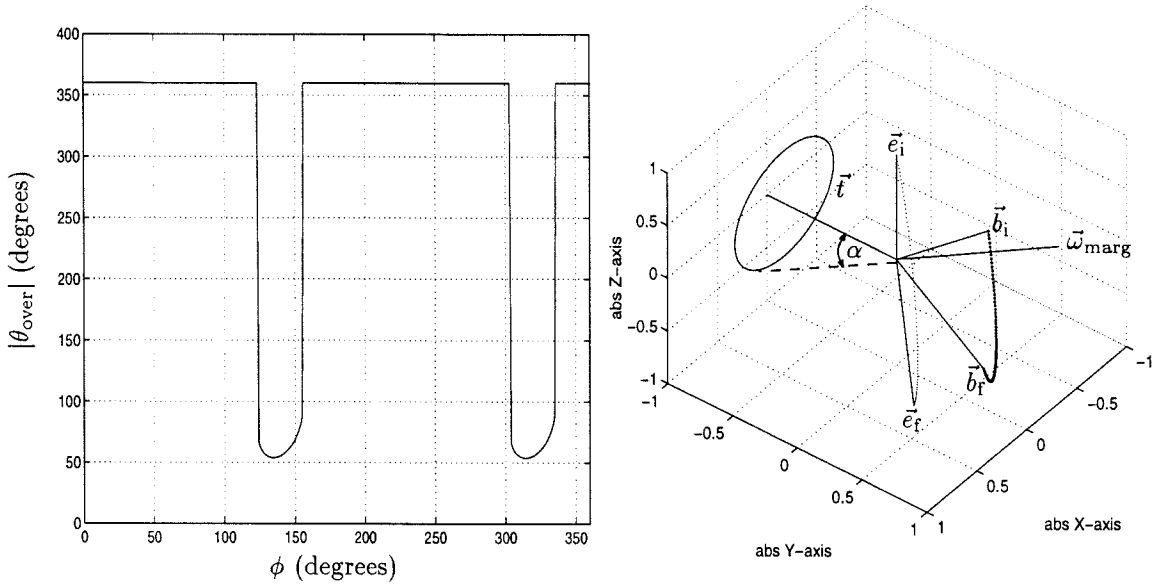 |θover| (degrees)
400
350
300
250
200
150
100
50
0
0 50 100 150 200 250 300 350
ϕ (degrees)
abs Z−axis
1
0.5
0
−0.5
−1
e⃗i
t⃗
α
b⃗i
ω⃗marg
b⃗f
e⃗f
−1
−0.5
0
0.5
1
abs Y−axis
−1
−0.5
0
0.5
1
abs X−axis